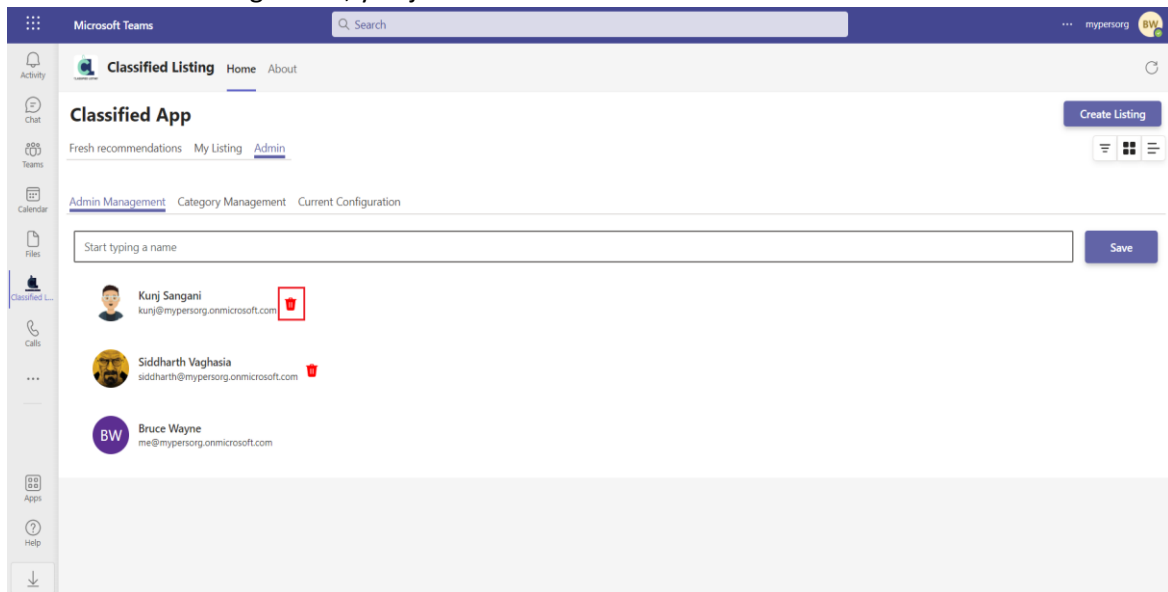 Microsoft Teams
Search
mypersorg
BW
Activity
Classified Listing Home About
Chat
Classified App
Create Listing
Teams
Fresh recommendations My Listing Admin
Calendar
Admin Management Category Management Current Configuration
Files
Start typing a name
Save
Classified L...
Kunj Sangani
kunj@mypersorg.onmicrosoft.com
Calls
Siddharth Vaghasia
siddharth@mypersorg.onmicrosoft.com
BW
Bruce Wayne
me@mypersorg.onmicrosoft.com
Apps
Help